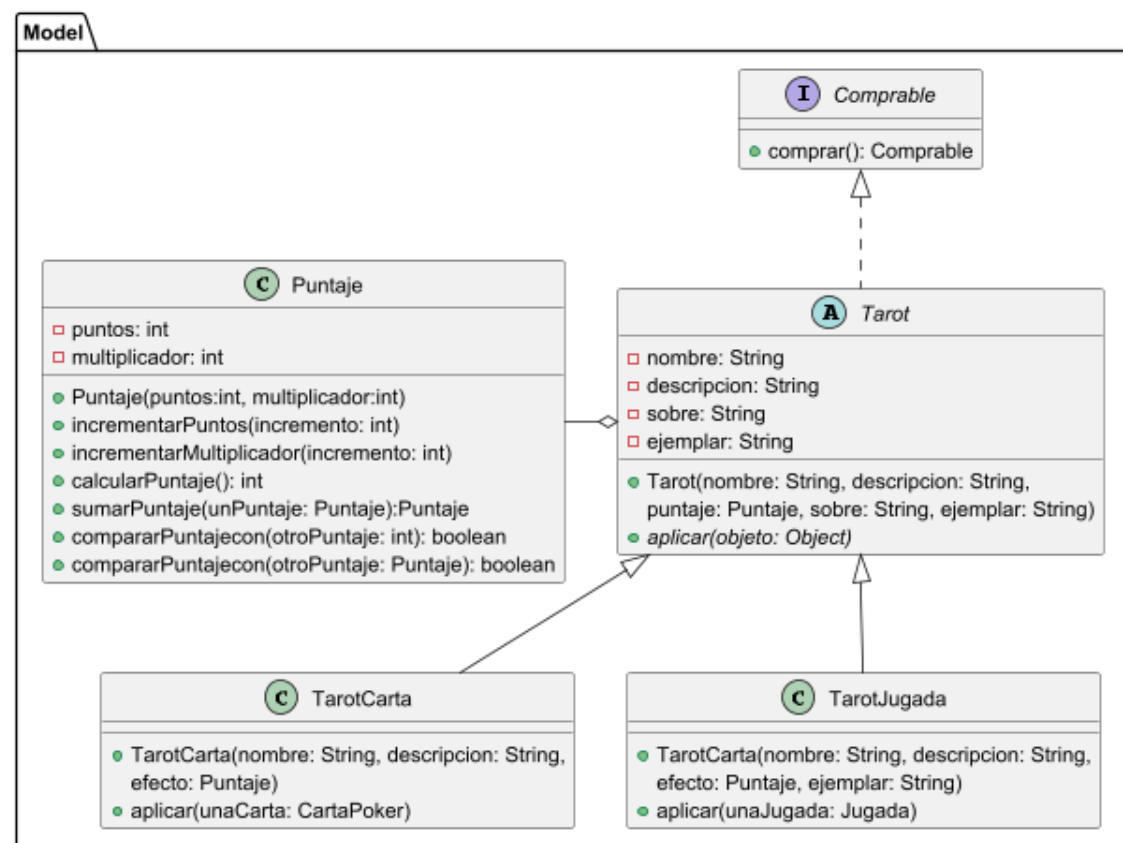 Model
I Comprable
comprar(): Comprable
C Puntaje
puntos: int
multiplicador: int
Puntaje(puntos:int, multiplicador:int)
incrementarPuntos(incremento: int)
incrementarMultiplicador(incremento: int)
calcularPuntaje(): int
sumarPuntaje(unPuntaje: Puntaje):Puntaje
compararPuntajecon(otroPuntaje: int): boolean
compararPuntajecon(otroPuntaje: Puntaje): boolean
A Tarot
nombre: String
descripcion: String
sobre: String
ejemplar: String
Tarot(nombre: String, descripcion: String,
puntaje: Puntaje, sobre: String, ejemplar: String)
aplicar(objeto: Object)
C TarotCarta
TarotCarta(nombre: String, descripcion: String,
efecto: Puntaje)
aplicar(unaCarta: CartaPoker)
C TarotJugada
TarotCarta(nombre: String, descripcion: String,
efecto: Puntaje, ejemplar: String)
aplicar(unaJugada: Jugada)